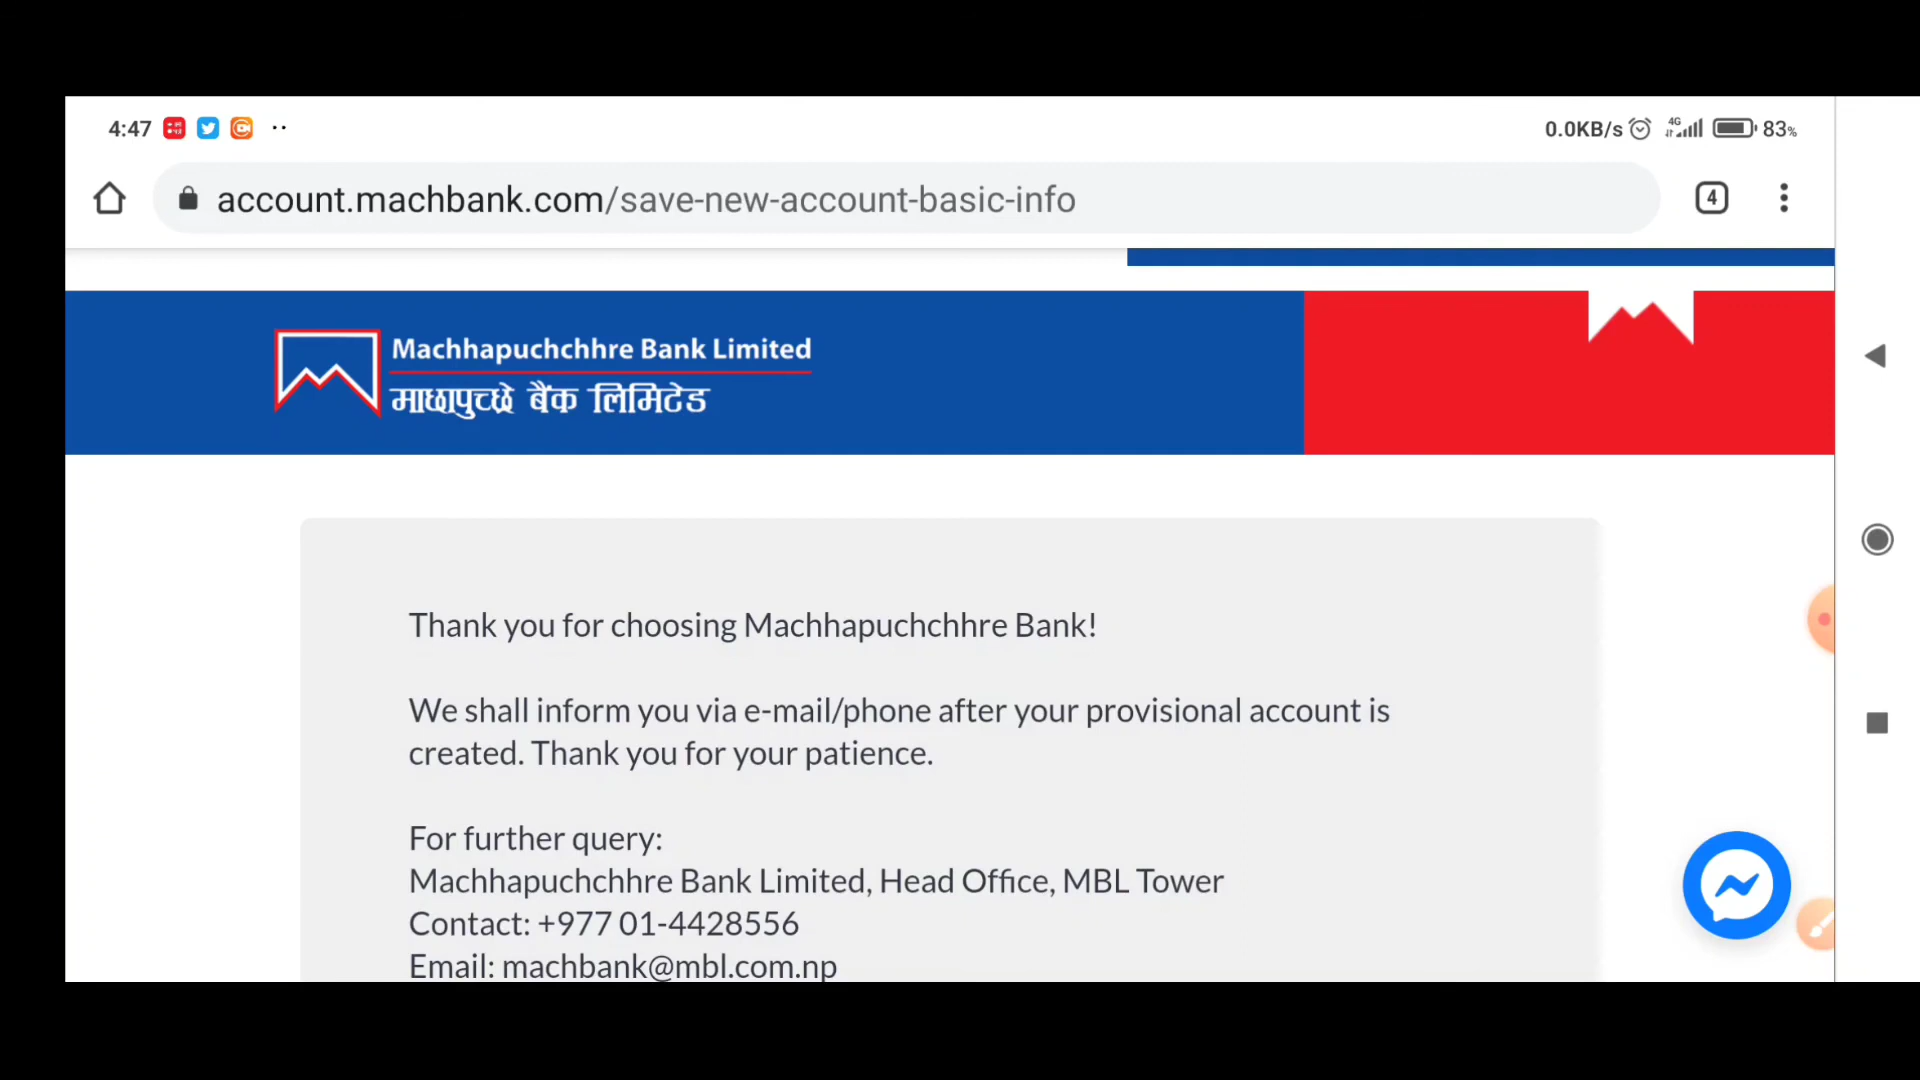 4:47
0.0KB/s 4G 83%
account.machbank.com/save-new-account-basic-info
4
Machhapuchchhre Bank Limited
माछापुच्छ्रे बैंक लिमिटेड
Thank you for choosing Machhapuchchhre Bank!
We shall inform you via e-mail/phone after your provisional account is
created. Thank you for your patience.
For further query:
Machhapuchchhre Bank Limited, Head Office, MBL Tower
Contact: +977 01-4428556
Email: machbank@mbl.com.np